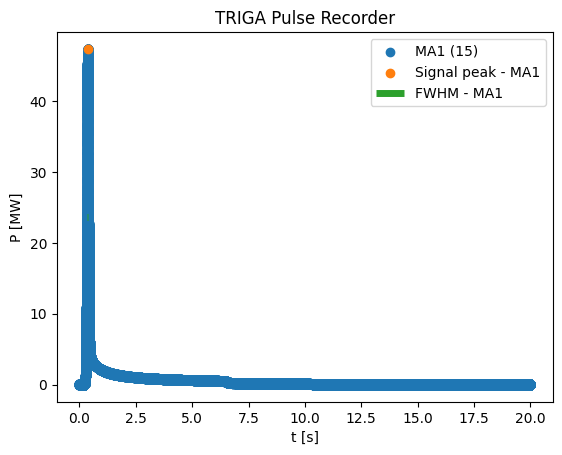 TRIGA Pulse Recorder
MA1 (15)
Signal peak - MA1
FWHM - MA1
P [MW]
40
30
20
10
0
0.0 2.5 5.0 7.5 10.0 12.5 15.0 17.5 20.0
t [s]